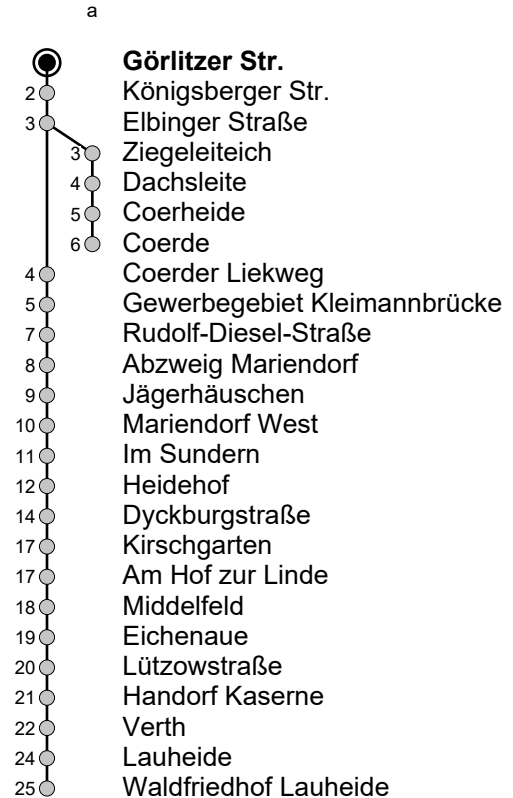 a
Görlitzer Str.
2 Königsberger Str.
3 Elbinger Straße
3 Ziegeleiteich
4 Dachsleite
5 Coerheide
6 Coerde
4 Coerder Liekweg
5 Gewerbegebiet Kleimannbrücke
7 Rudolf-Diesel-Straße
8 Abzweig Mariendorf
9 Jägerhäuschen
10 Mariendorf West
11 Im Sundern
12 Heidehof
14 Dyckburgstraße
17 Kirschgarten
17 Am Hof zur Linde
18 Middelfeld
19 Eichenaue
20 Lützowstraße
21 Handorf Kaserne
22 Verth
24 Lauheide
25 Waldfriedhof Lauheide